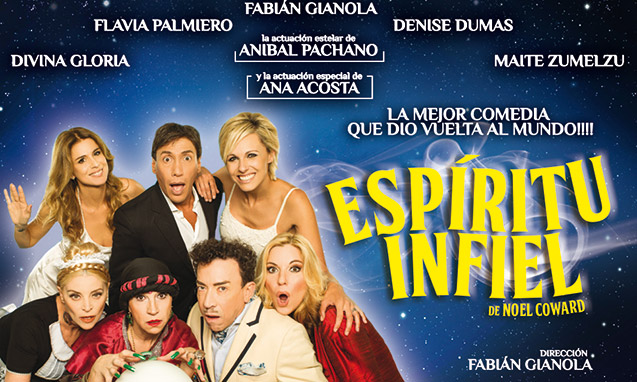 FABIÁN GIANOLA
FLAVIA PALMIERO
DENISE DUMAS
la actuación estelar de
ANIBAL PACHANO
DIVINA GLORIA
MAITE ZUMELZU
y la actuación especial de
ANA ACOSTA
LA MEJOR COMEDIA
QUE DIO VUELTA AL MUNDO!!!!
ESPÍRITU
INFIEL
DE NOEL COWARD
DIRECCIÓN
FABIÁN GIANOLA